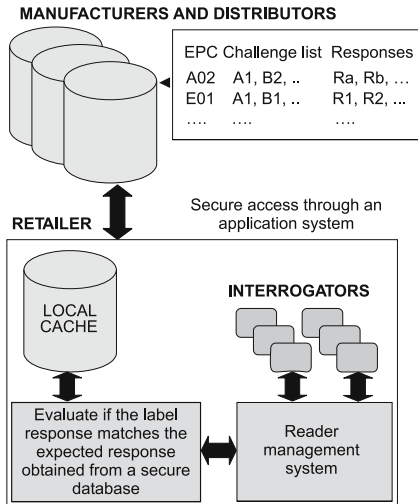 MANUFACTURERS AND DISTRIBUTORS
EPC Challenge list Responses
A02 A1, B2, .. Ra, Rb, ...
E01 A1, B1, .. R1, R2, ...
.... ....
RETAILER
Secure access through an
application system
LOCAL
CACHE
INTERROGATORS
Evaluate if the label
response matches the
expected response
obtained from a secure
database
Reader
management
system